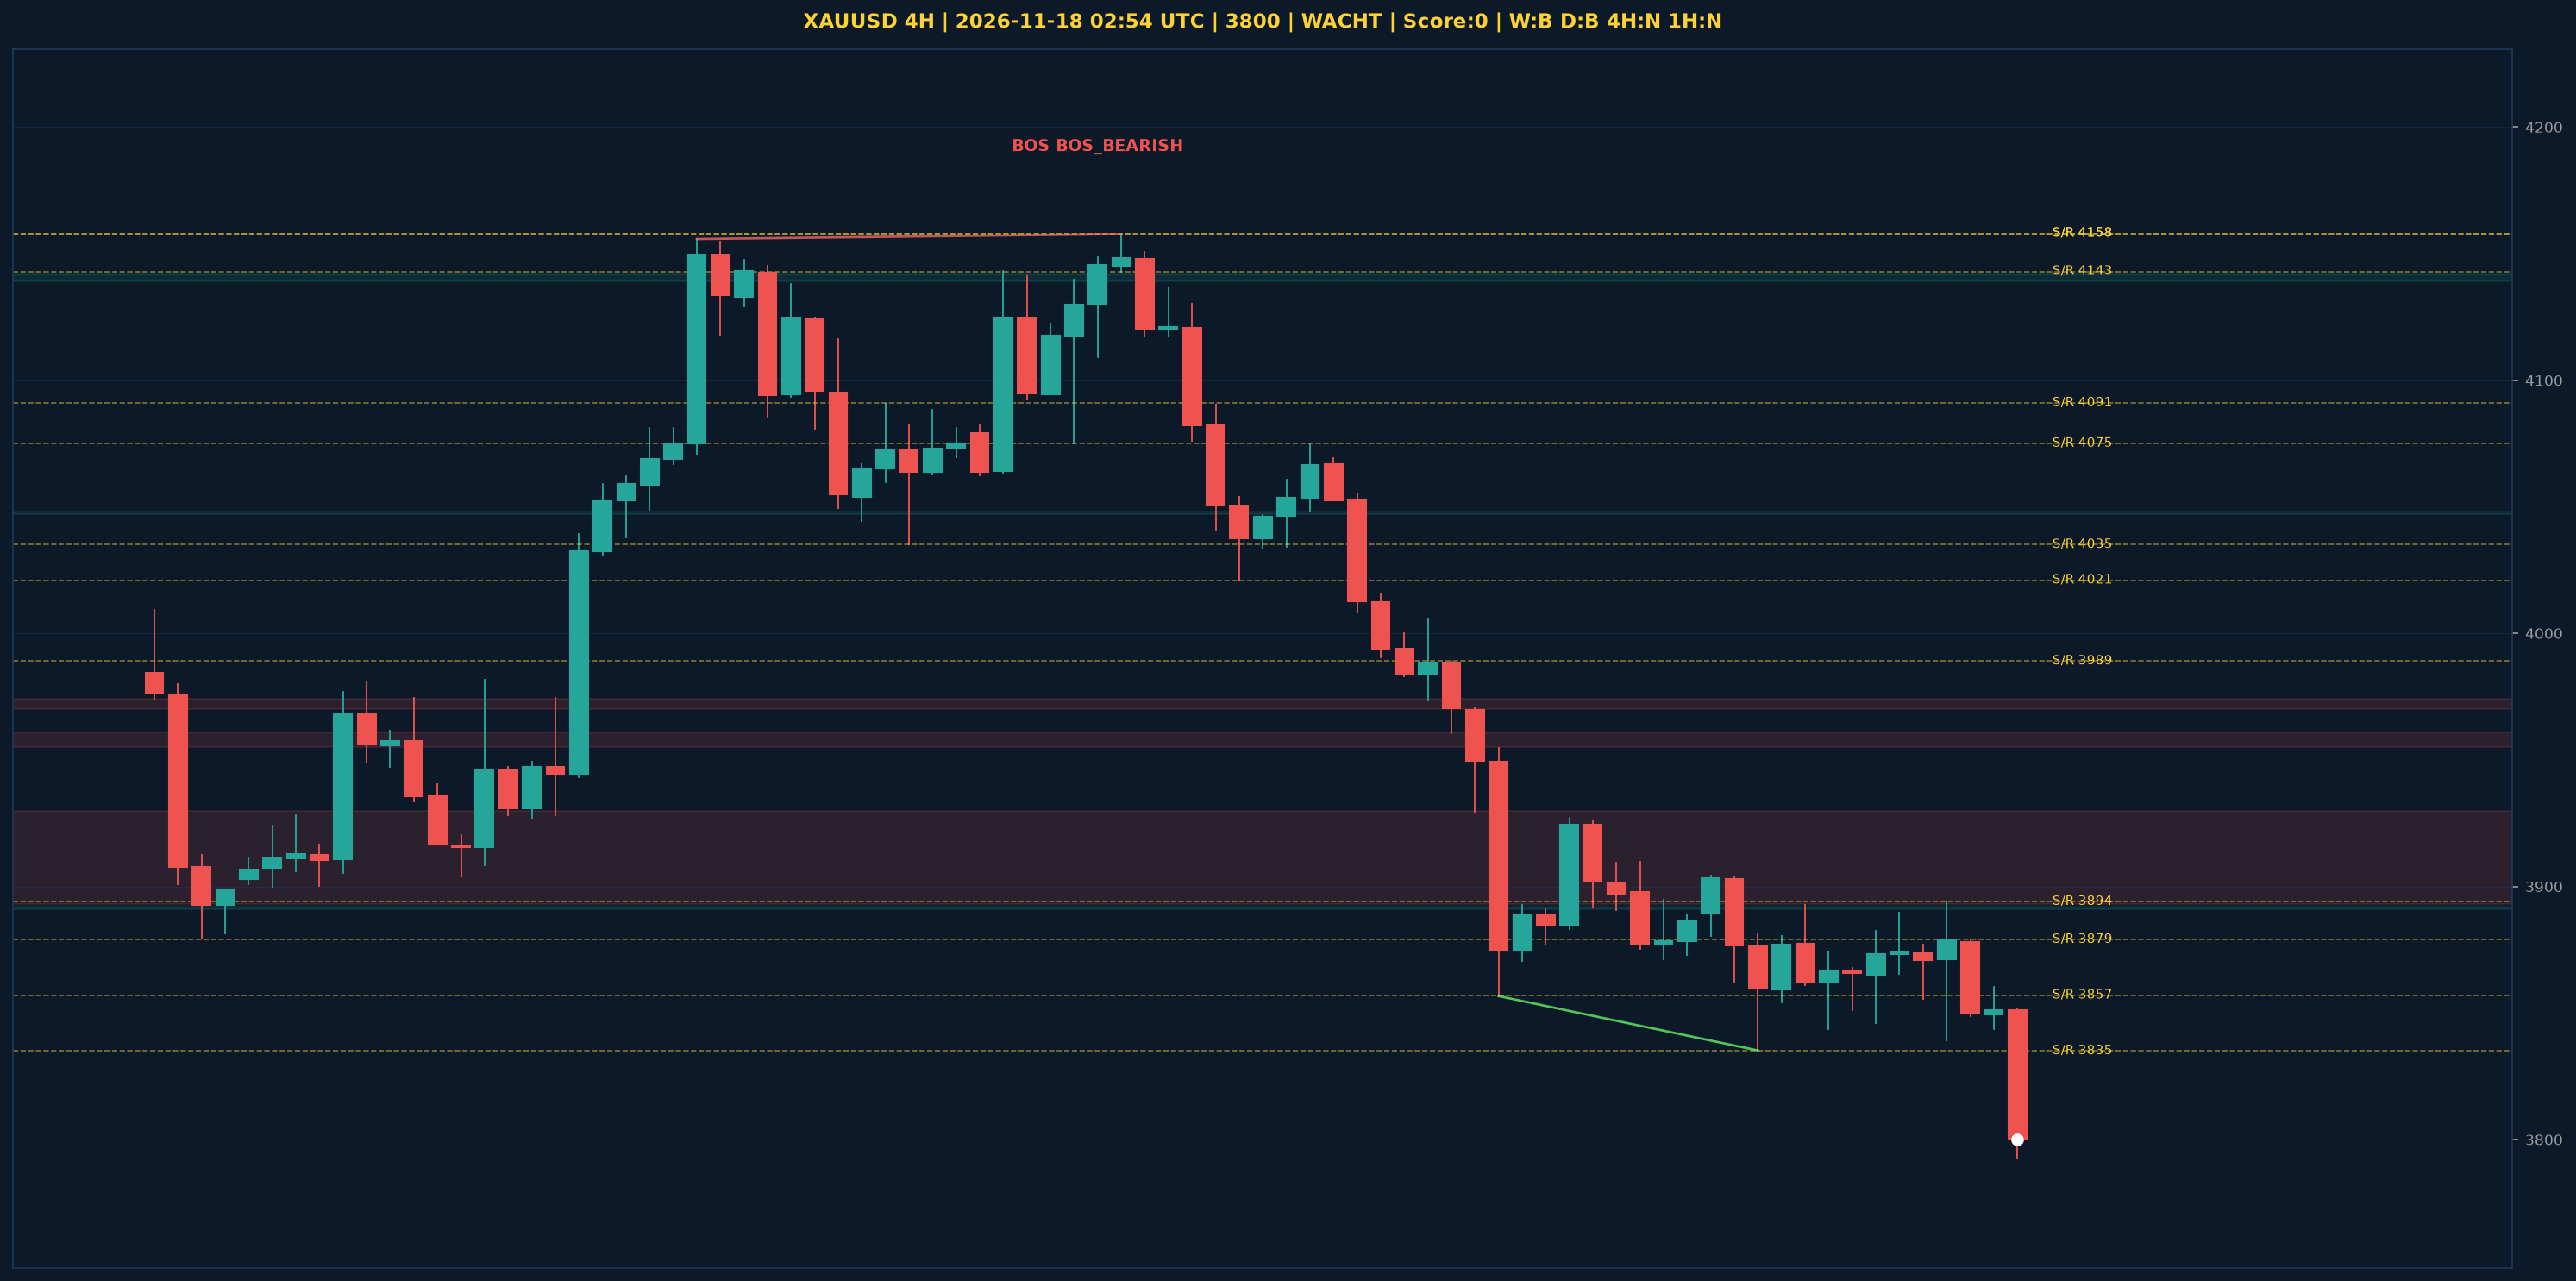 XAUUSD 4H | 2026-11-18 02:54 UTC | 3800 | WACHT | Score:0 | W:B D:B 4H:N 1H:N
4200
BOS BOS_BEARISH
S/R 4158
S/R 4143
4100
S/R 4091
S/R 4075
S/R 4035
S/R 4021
4000
S/R 3989
3900
S/R 3894
S/R 3879
S/R 3857
S/R 3835
3800